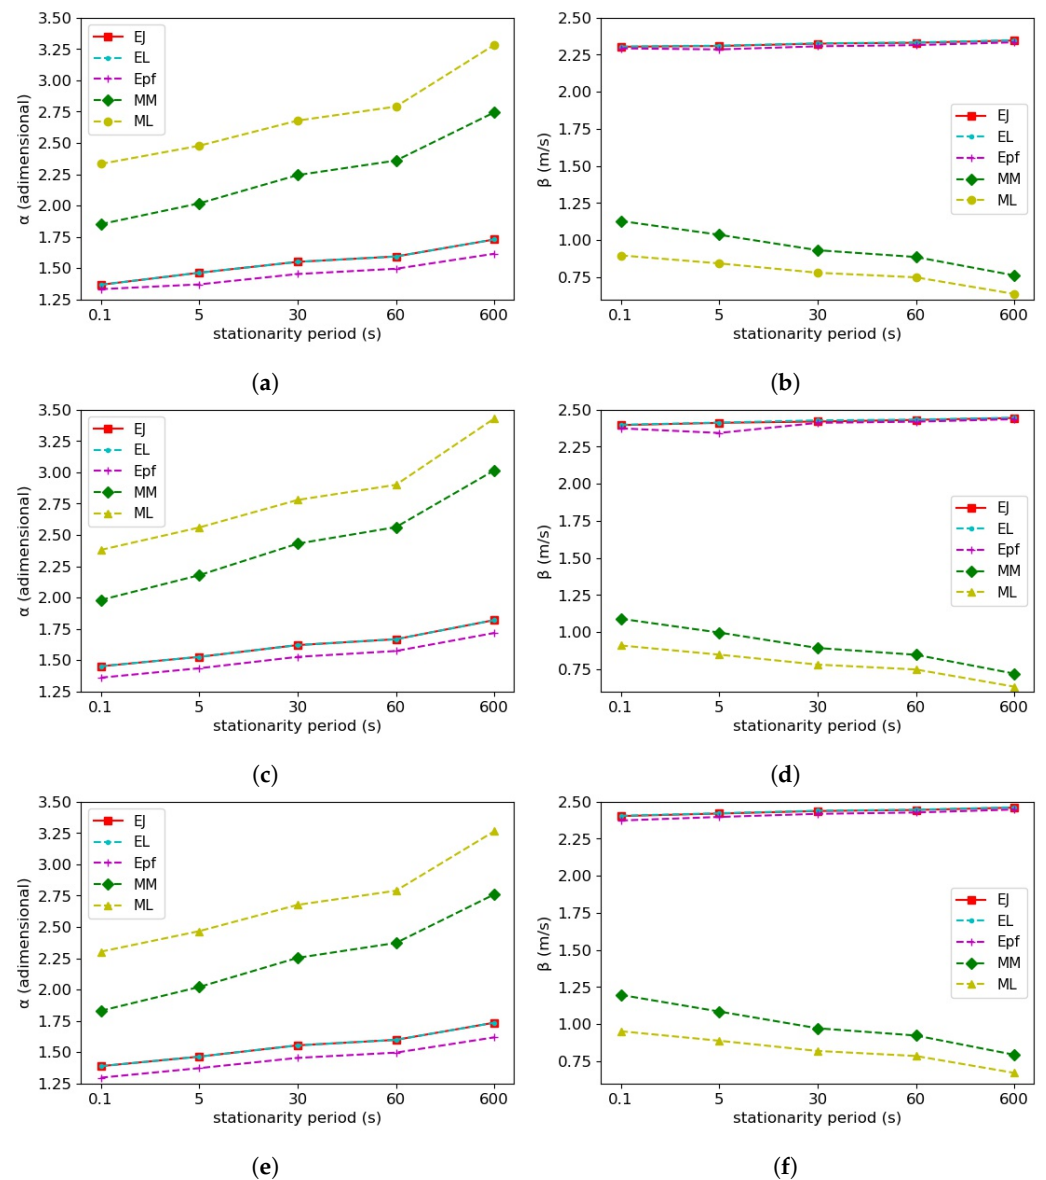 3.50
3.25
3.00
2.75
2.50
2.25
2.00
1.75
1.50
1.25
α (adimensional)
EJ
EL
Epf
MM
ML
0.1 5 30 60 600
stationarity period (s)
(a)
2.50
2.25
2.00
1.75
1.50
1.25
1.00
0.75
β (m/s)
EJ
EL
Epf
MM
ML
0.1 5 30 60 600
stationarity period (s)
(b)
3.50
3.25
3.00
2.75
2.50
2.25
2.00
1.75
1.50
1.25
α (adimensional)
EJ
EL
Epf
MM
ML
0.1 5 30 60 600
stationarity period (s)
(c)
2.50
2.25
2.00
1.75
1.50
1.25
1.00
0.75
β (m/s)
EJ
EL
Epf
MM
ML
0.1 5 30 60 600
stationarity period (s)
(d)
3.50
3.25
3.00
2.75
2.50
2.25
2.00
1.75
1.50
1.25
α (adimensional)
EJ
EL
Epf
MM
ML
0.1 5 30 60 600
stationarity period (s)
(e)
2.50
2.25
2.00
1.75
1.50
1.25
1.00
0.75
β (m/s)
EJ
EL
Epf
MM
ML
0.1 5 30 60 600
stationarity period (s)
(f)